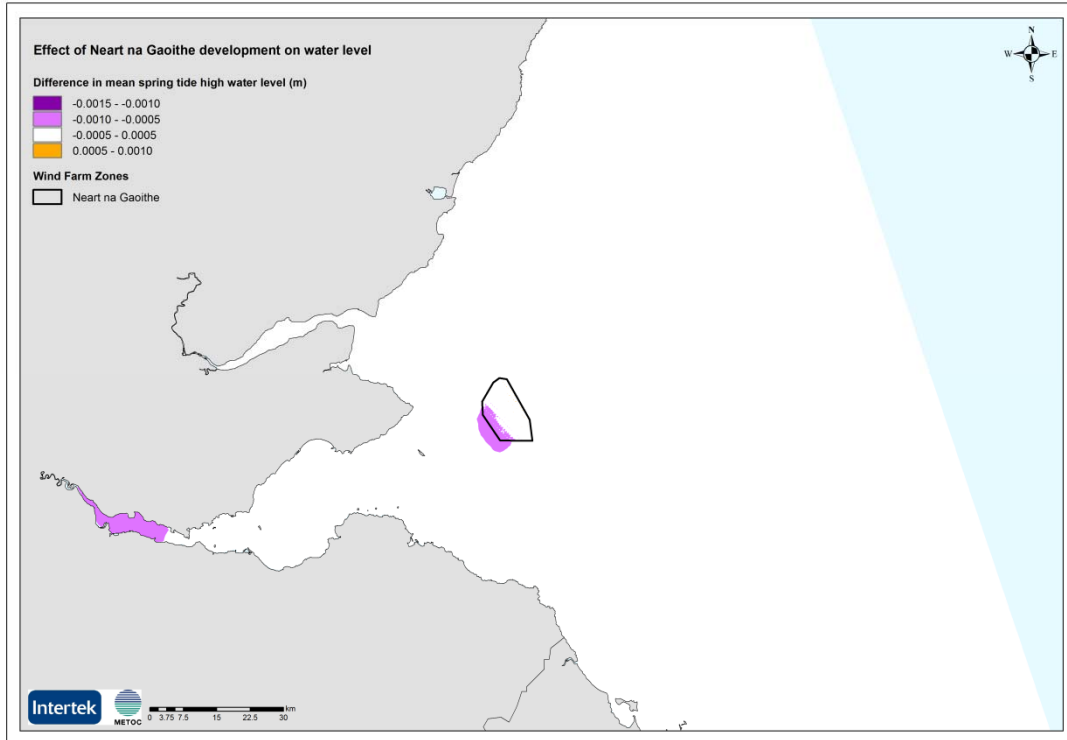 Effect of Neart na Gaoithe development on water level
Difference in mean spring tide high water level (m)
-0.0015 - -0.0010
-0.0010 - -0.0005
-0.0005 - 0.0005
0.0005 - 0.0010
Wind Farm Zones
Neart na Gaoithe
N
W E
S
Intertek
METOC
km
0 3.75 7.5 15 22.5 30